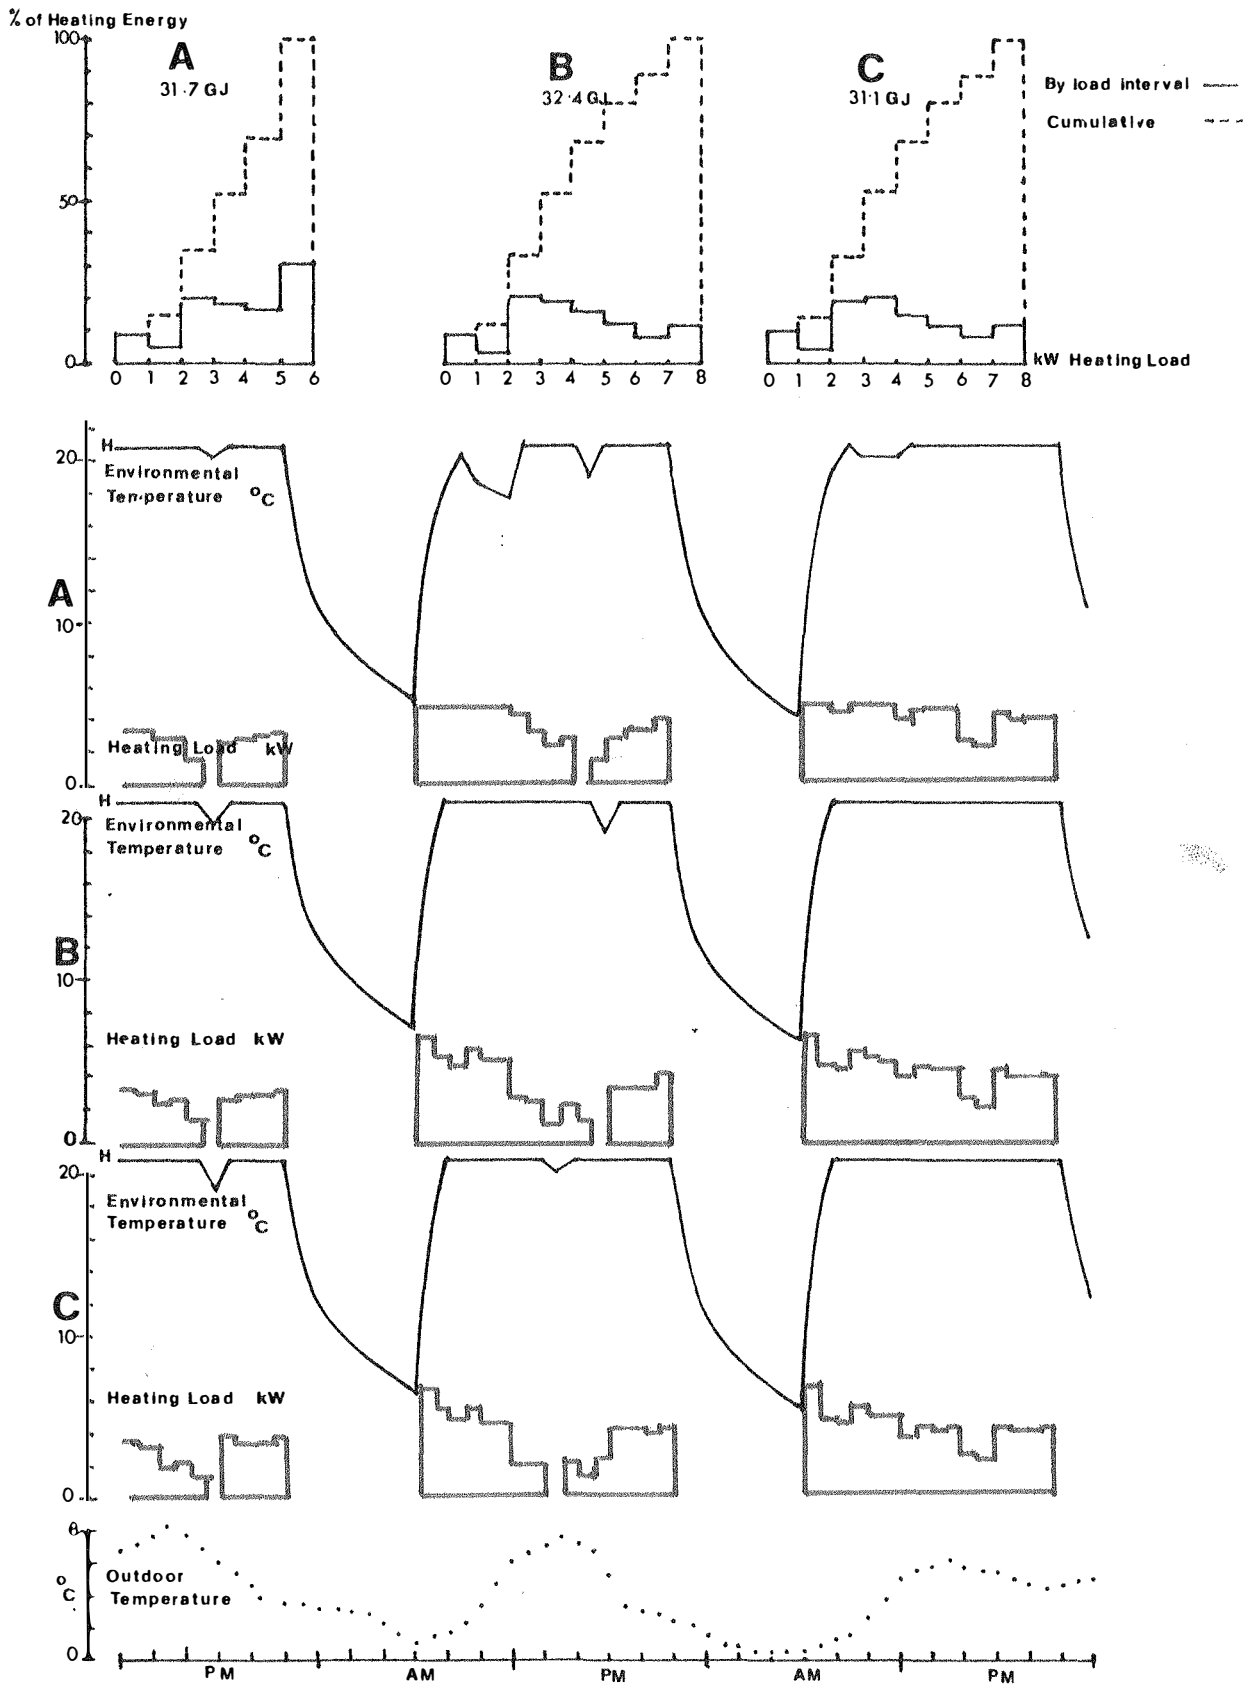 % of Heating Energy
100
50
0
A
31.7 GJ
B
32.4 GJ
C
31.1 GJ
By load interval
Cumulative
0 1 2 3 4 5 6
0 1 2 3 4 5 6 7 8
0 1 2 3 4 5 6 7 8
kW Heating Load
A
H
20
Environmental
Temperature °C
10
Heating Load kW
0
B
H
20
Environmental
Temperature °C
10
Heating Load kW
0
C
H
20
Environmental
Temperature °C
10
Heating Load kW
0
8
°C
Outdoor
Temperature
0
PM AM PM AM PM